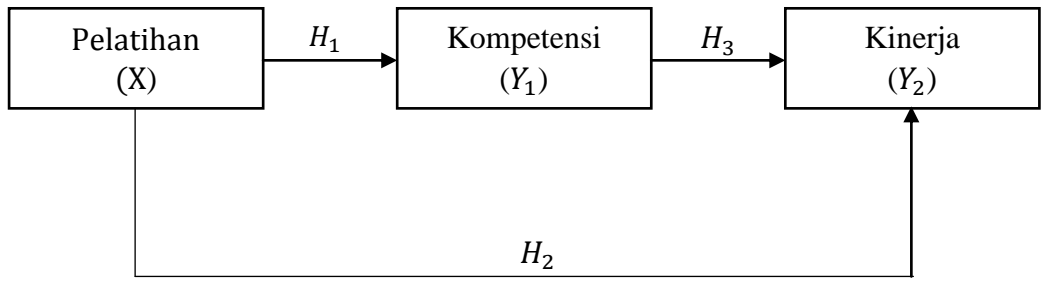 Pelatihan
(X)
H₁
Kompetensi
(Y₁)
H₃
Kinerja
(Y₂)
H₂